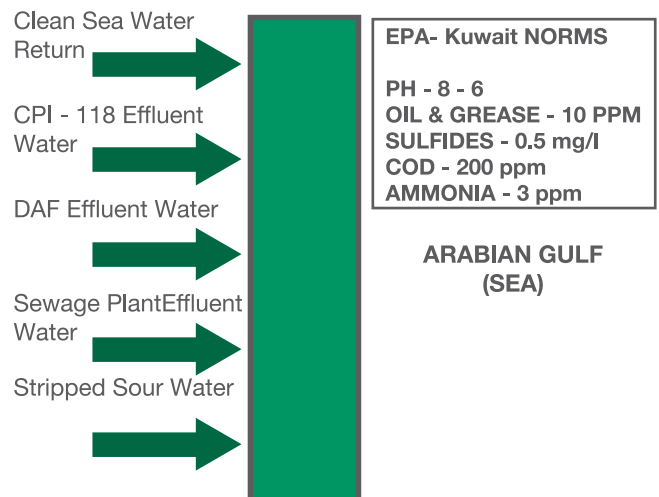 Clean Sea Water
Return
CPI - 118 Effluent
Water
DAF Effluent Water
Sewage PlantEffluent
Water
Stripped Sour Water
EPA- Kuwait NORMS
PH - 8 - 6
OIL & GREASE - 10 PPM
SULFIDES - 0.5 mg/l
COD - 200 ppm
AMMONIA - 3 ppm
ARABIAN GULF
(SEA)